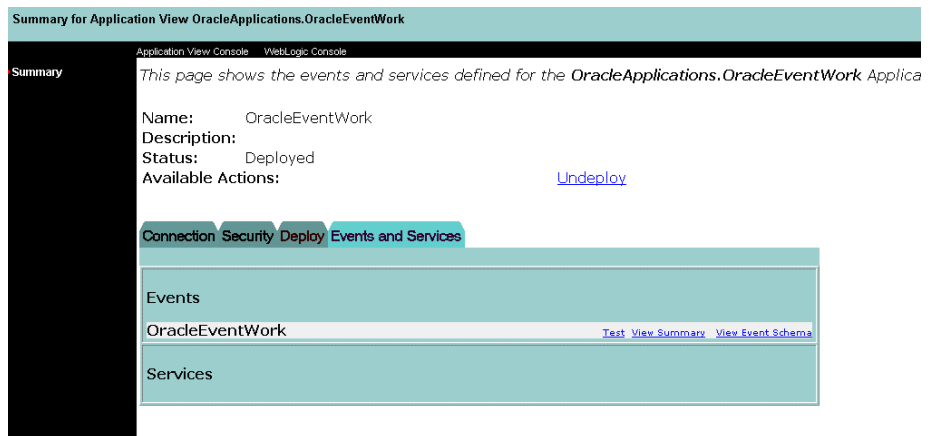 Summary for Application View OracleApplications.OracleEventWork
Application View Console WebLogic Console
Summary
This page shows the events and services defined for the OracleApplications.OracleEventWork Applica
Name: OracleEventWork
Description:
Status: Deployed
Available Actions: Undeploy
Connection Security Deploy Events and Services
Events
OracleEventWork Test View Summary View Event Schema
Services